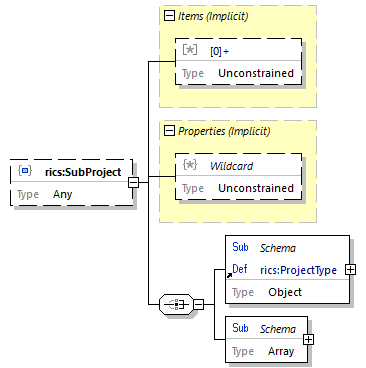 Items (Implicit)
[0]+
Type Unconstrained
Properties (Implicit)
Wildcard
Type Unconstrained
rics:SubProject
Type Any
Sub Schema
Def rics:ProjectType
Type Object
Sub Schema
Type Array